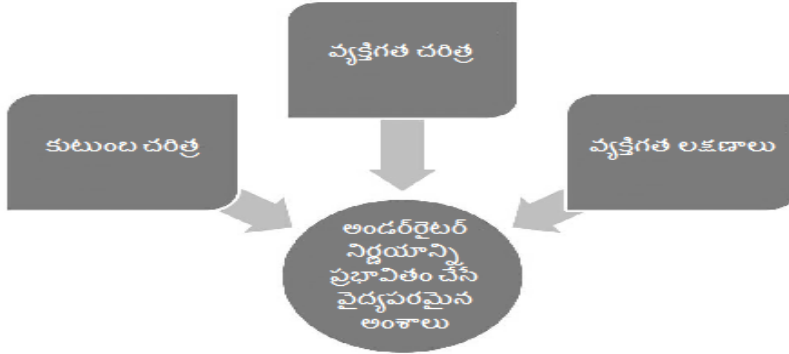 వ్యక్తిగత చరిత్ర
కుటుంబ చరిత్ర
వ్యక్తిగత లక్షణాలు
అండర్‌రైటర్
నిర్ణయాన్ని
ప్రభావితం చేసే
వైద్యపరమైన
అంశాలు